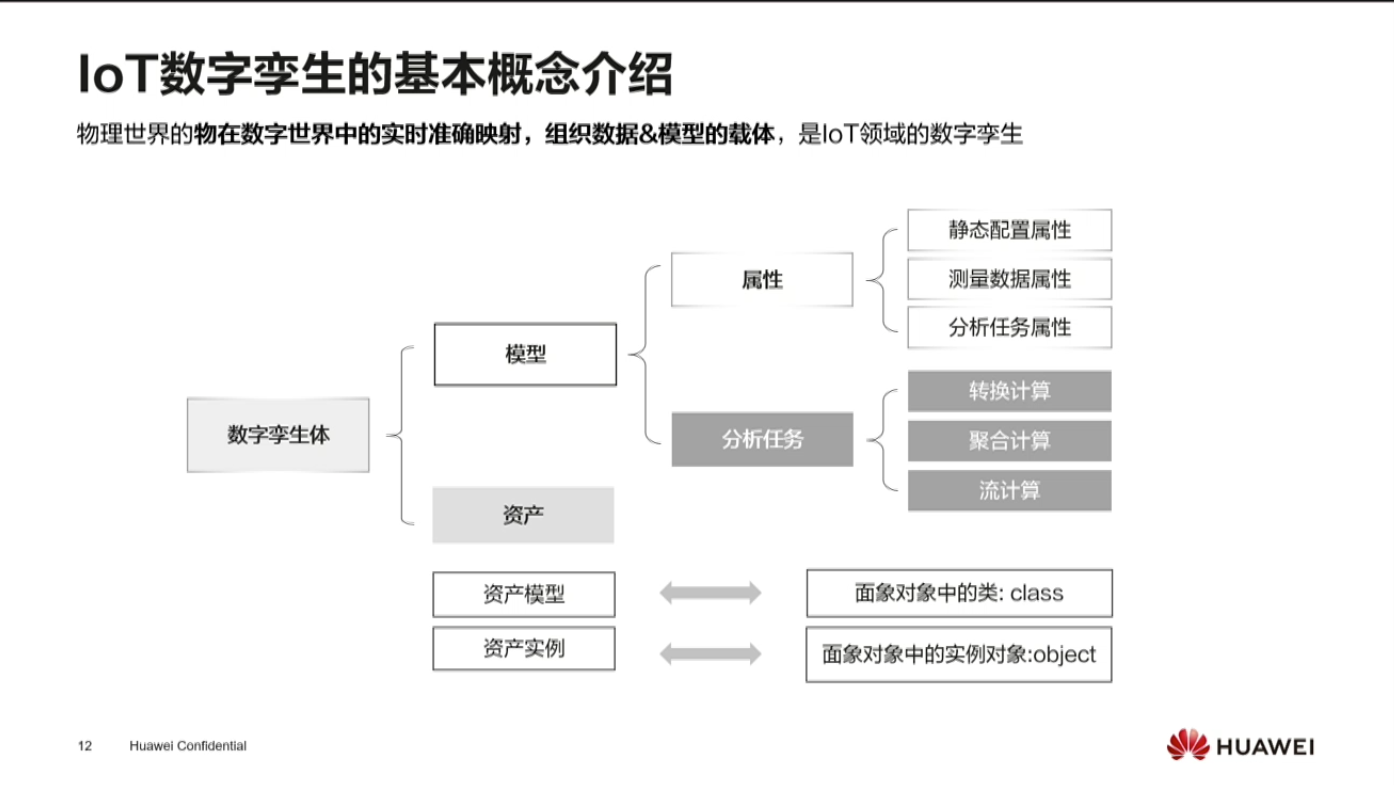 IoT数字孪生的基本概念介绍
物理世界的物在数字世界中的实时准确映射，组织数据&模型的载体，是IoT领域的数字孪生
数字孪生体
模型
资产
属性
分析任务
静态配置属性
测量数据属性
分析任务属性
转换计算
聚合计算
流计算
资产模型
面象对象中的类: class
资产实例
面象对象中的实例对象:object
12
Huawei Confidential
HUAWEI